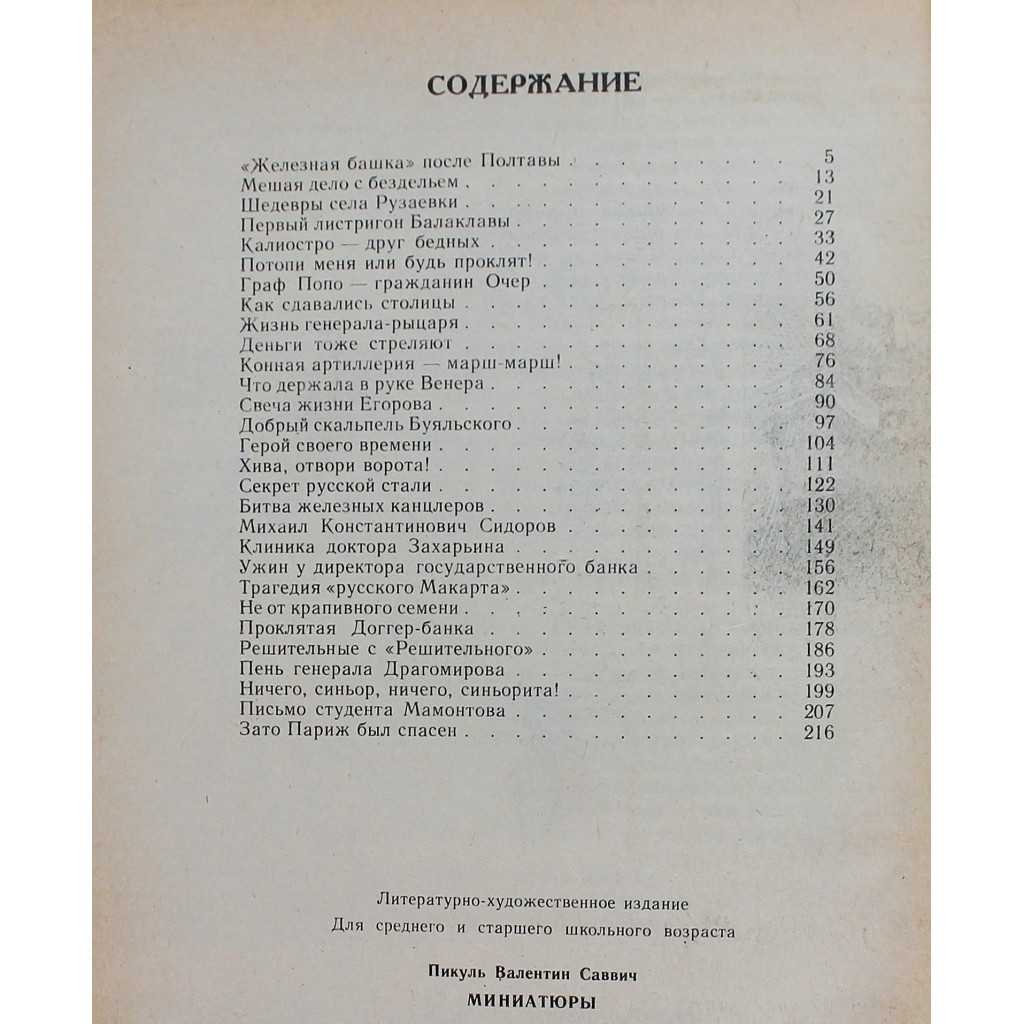 СОДЕРЖАНИЕ
«Железная башка» после Полтавы . . . . . . . . . 5
Мешая дело с бездельем . . . . . . . . . . . . . 13
Шедевры села Рузаевки . . . . . . . . . . . . . 21
Первый листригон Балаклавы . . . . . . . . . . . 27
Калиостро — друг бедных . . . . . . . . . . . . 33
Потопи меня или будь проклят! . . . . . . . . . . 42
Граф Попо — гражданин Очер . . . . . . . . . . 50
Как сдавались столицы . . . . . . . . . . . . . 56
Жизнь генерала-рыцаря . . . . . . . . . . . . . 61
Деньги тоже стреляют . . . . . . . . . . . . . 68
Конная артиллерия — марш-марш! . . . . . . . . . 76
Что держала в руке Венера . . . . . . . . . . . . 84
Свеча жизни Егорова . . . . . . . . . . . . . . 90
Добрый скальпель Буяльского . . . . . . . . . . . 97
Герой своего времени . . . . . . . . . . . . . . 104
Хива, отвори ворота! . . . . . . . . . . . . . . 111
Секрет русской стали . . . . . . . . . . . . . . 122
Битва железных канцлеров . . . . . . . . . . . . 130
Михаил Константинович Сидоров . . . . . . . . . 141
Клиника доктора Захарьина . . . . . . . . . . . 149
Ужин у директора государственного банка . . . . . . 156
Трагедия «русского Макарта» . . . . . . . . . . . 162
Не от крапивного семени . . . . . . . . . . . . . 170
Проклятая Доггер-банка . . . . . . . . . . . . 178
Решительные с «Решительного» . . . . . . . . . . 186
Пень генерала Драгомирова . . . . . . . . . . . 193
Ничего, синьор, ничего, синьорита! . . . . . . . . . 199
Письмо студента Мамонтова . . . . . . . . . . . 207
Зато Париж был спасен . . . . . . . . . . . . . 216
Литературно-художественное издание
Для среднего и старшего школьного возраста
Пикуль Валентин Саввич
МИНИАТЮРЫ